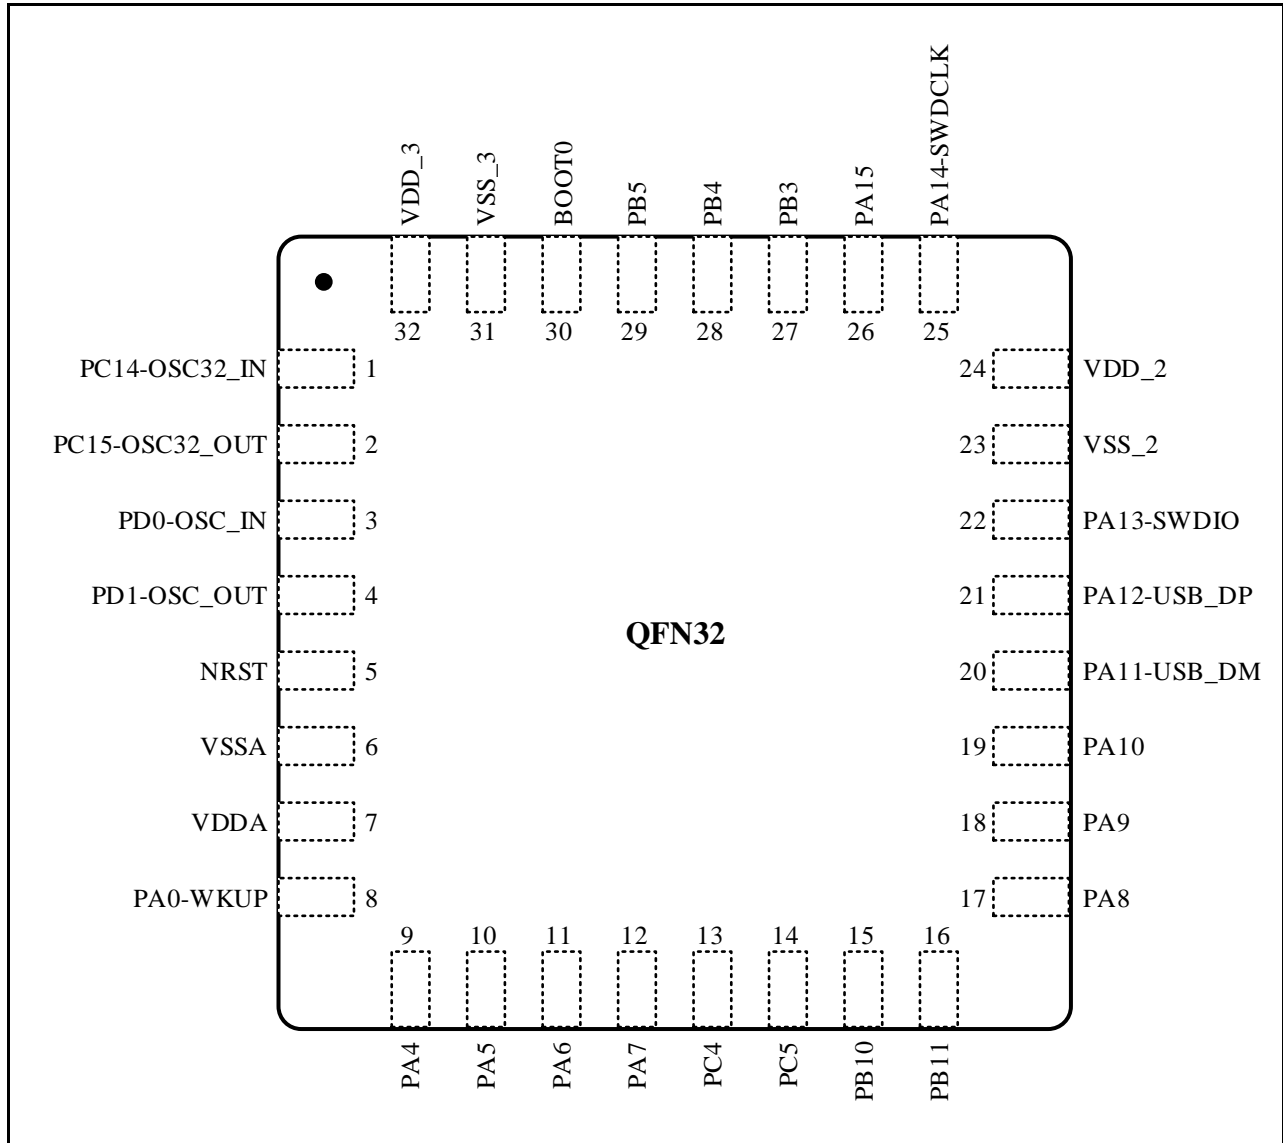 VDD_3
VSS_3
BOOT0
PB5
PB4
PB3
PA15
PA14-SWDCLK
32 31 30 29 28 27 26 25
PC14-OSC32_IN 1 24 VDD_2
PC15-OSC32_OUT 2 23 VSS_2
PD0-OSC_IN 3 22 PA13-SWDIO
PD1-OSC_OUT 4 21 PA12-USB_DP
QFN32
NRST 5 20 PA11-USB_DM
VSSA 6 19 PA10
VDDA 7 18 PA9
PA0-WKUP 8 17 PA8
9 10 11 12 13 14 15 16
PA4
PA5
PA6
PA7
PC4
PC5
PB10
PB11